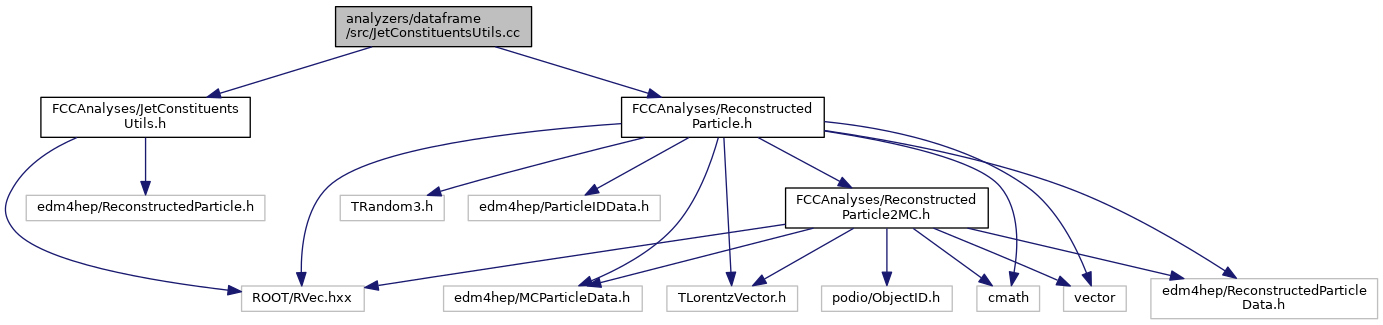 analyzers/dataframe
/src/JetConstituentsUtils.cc
FCCAnalyses/JetConstituents
Utils.h
FCCAnalyses/Reconstructed
Particle.h
edm4hep/ReconstructedParticle.h
TRandom3.h
edm4hep/ParticleIDData.h
FCCAnalyses/Reconstructed
Particle2MC.h
ROOT/RVec.hxx
edm4hep/MCParticleData.h
TLorentzVector.h
podio/ObjectID.h
cmath
vector
edm4hep/ReconstructedParticle
Data.h